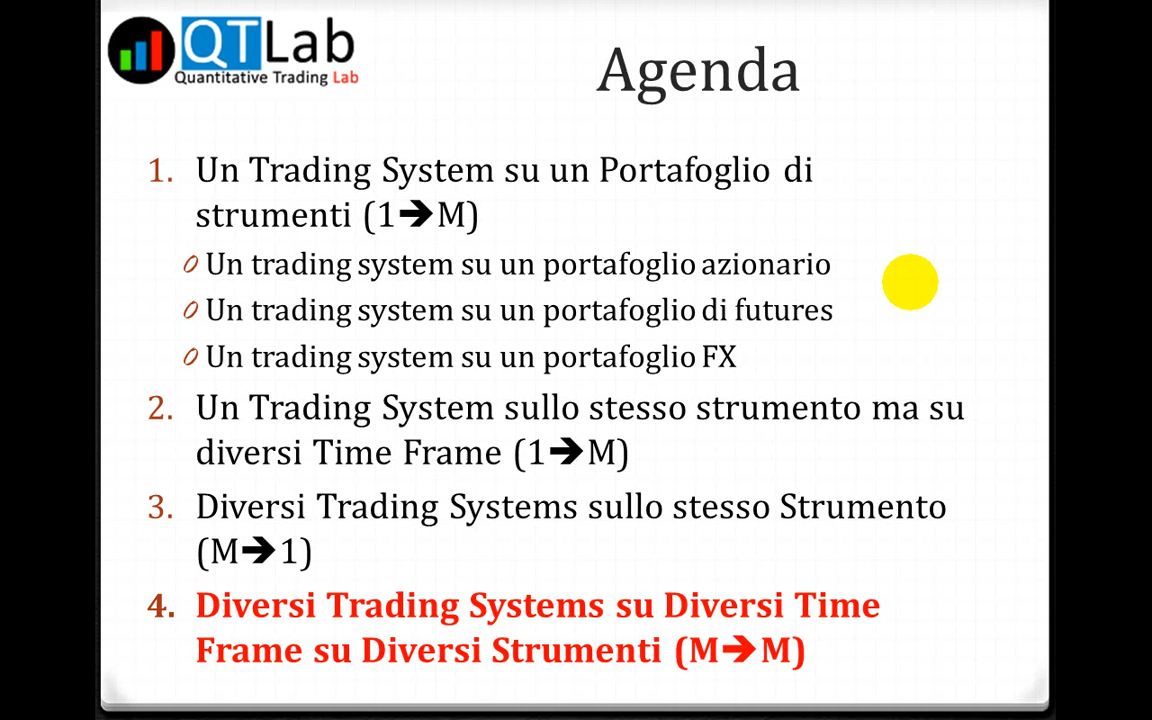 QTLab
Quantitative Trading Lab
Agenda
1. Un Trading System su un Portafoglio di
strumenti (1➔M)
Un trading system su un portafoglio azionario
Un trading system su un portafoglio di futures
Un trading system su un portafoglio FX
2. Un Trading System sullo stesso strumento ma su
diversi Time Frame (1➔M)
3. Diversi Trading Systems sullo stesso Strumento
(M➔1)
4. Diversi Trading Systems su Diversi Time
Frame su Diversi Strumenti (M➔M)